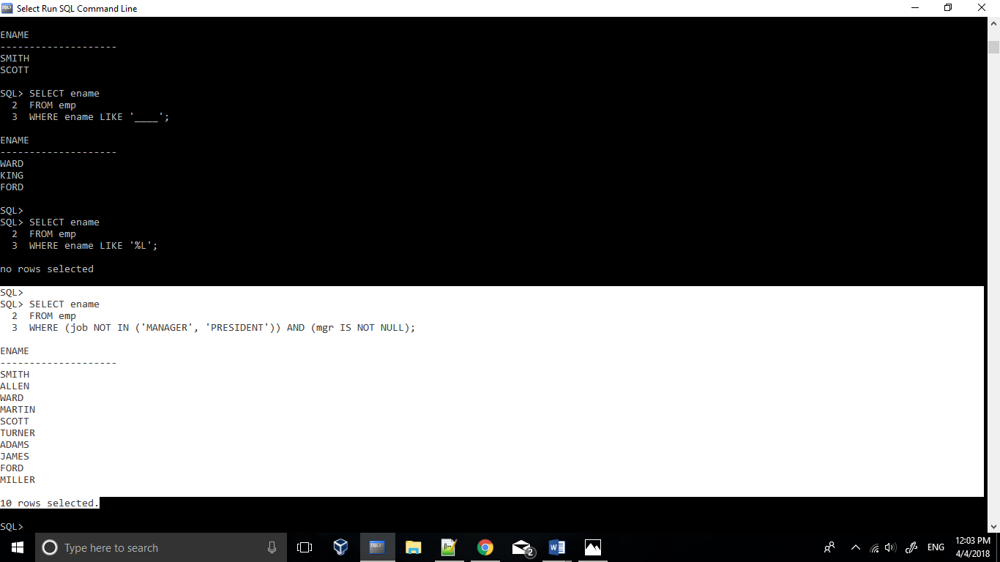 Select Run SQL Command Line
ENAME
--------------------
SMITH
SCOTT
SQL> SELECT ename
2 FROM emp
3 WHERE ename LIKE '____';
ENAME
--------------------
WARD
KING
FORD
SQL>
SQL> SELECT ename
2 FROM emp
3 WHERE ename LIKE '%L';
no rows selected
SQL>
SQL> SELECT ename
2 FROM emp
3 WHERE (job NOT IN ('MANAGER', 'PRESIDENT')) AND (mgr IS NOT NULL);
ENAME
--------------------
SMITH
ALLEN
WARD
MARTIN
SCOTT
TURNER
ADAMS
JAMES
FORD
MILLER
10 rows selected.
SQL>
Type here to search
2
ENG
12:03 PM
4/4/2018